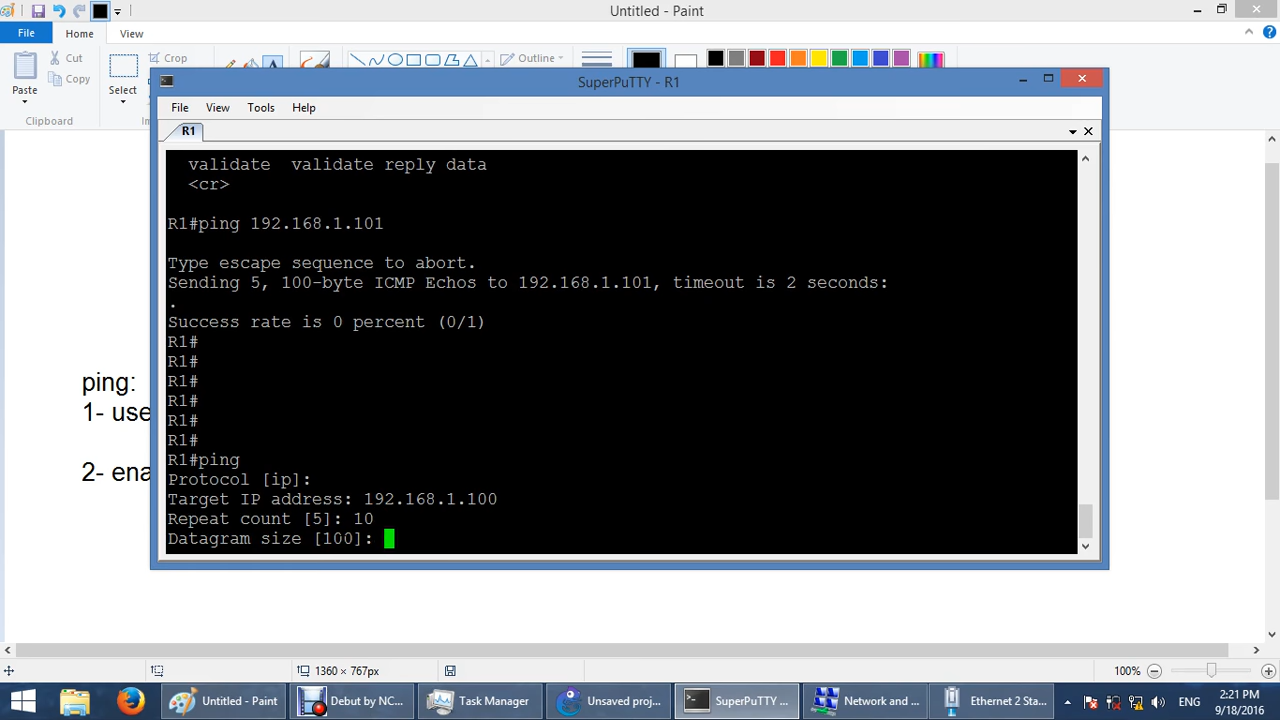 Untitled - Paint
File
Home
View
Paste
Cut
Copy
Clipboard
Select
Crop
Outline
SuperPuTTY - R1
File
View
Tools
Help
R1
validate  validate reply data
<cr>
R1#ping 192.168.1.101
Type escape sequence to abort.
Sending 5, 100-byte ICMP Echos to 192.168.1.101, timeout is 2 seconds:
.
Success rate is 0 percent (0/1)
R1#
R1#
R1#
R1#
R1#
R1#
R1#ping
Protocol [ip]:
Target IP address: 192.168.1.100
Repeat count [5]: 10
Datagram size [100]:
ping:
1- use
2- ena
1360 × 767px
100%
Untitled - Paint
Debut by NC...
Task Manager
Unsaved proj...
SuperPuTTY ...
Network and ...
Ethernet 2 Sta...
ENG
2:21 PM
9/18/2016